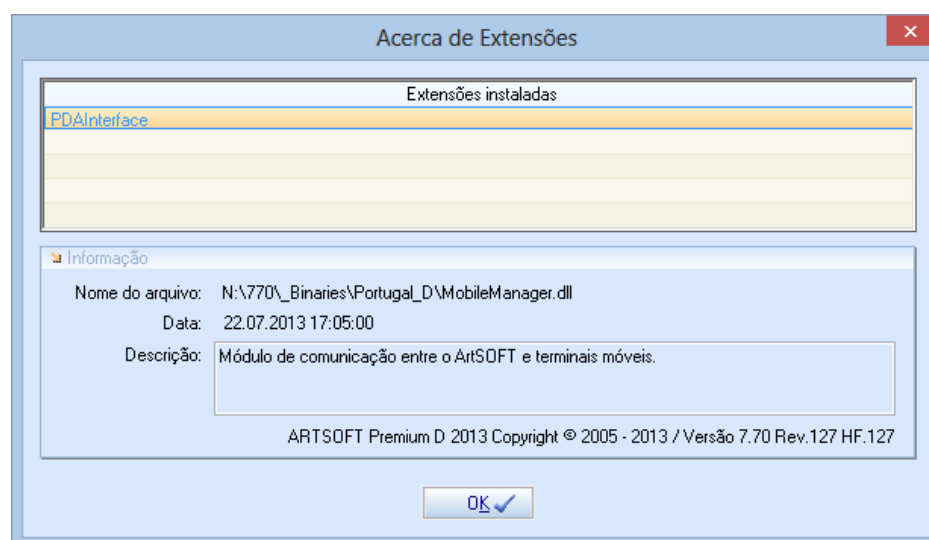 Acerca de Extensões
Extensões instaladas
PDAInterface
Informação
Nome do arquivo: N:\770\_Binaries\Portugal_D\MobileManager.dll
Data: 22.07.2013 17:05:00
Descrição: Módulo de comunicação entre o ArtSOFT e terminais móveis.
ARTSOFT Premium D 2013 Copyright © 2005 - 2013 / Versão 7.70 Rev.127 HF.127
OK